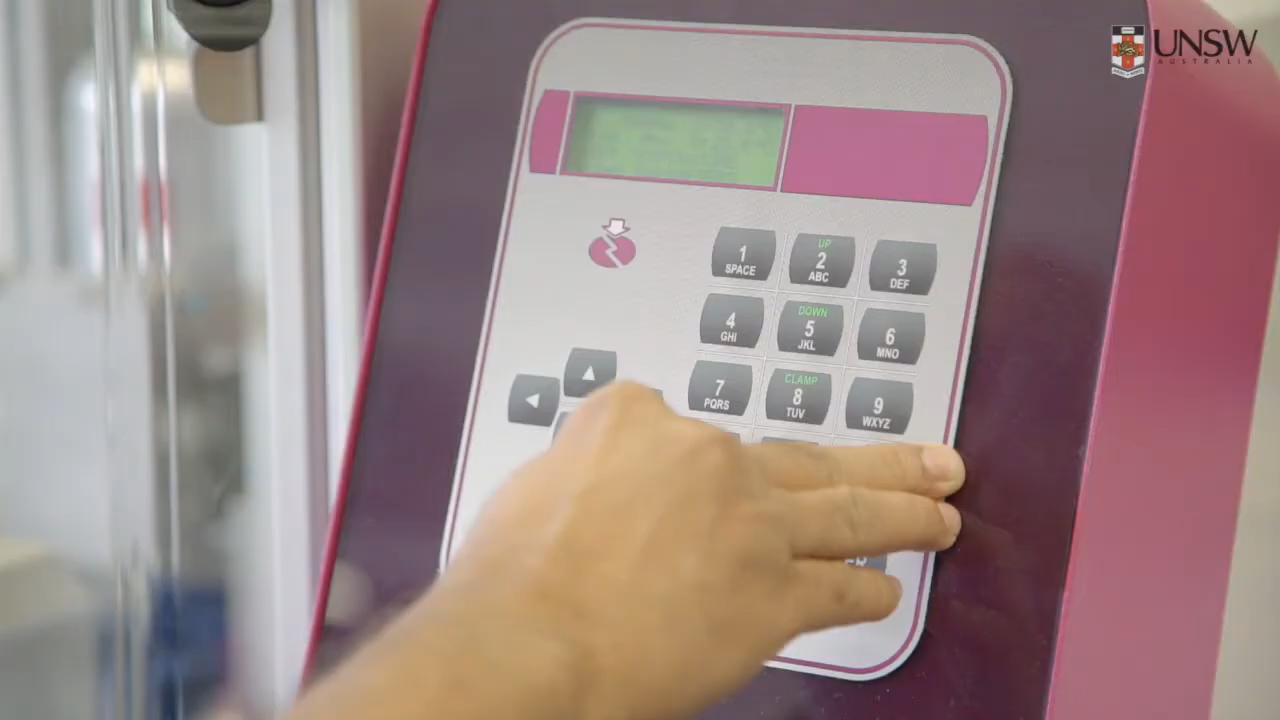 UNSW
AUSTRALIA
1
SPACE
UP
2
ABC
3
DEF
4
GHI
DOWN
5
JKL
6
MNO
7
PQRS
CLAMP
8
TUV
9
WXYZ